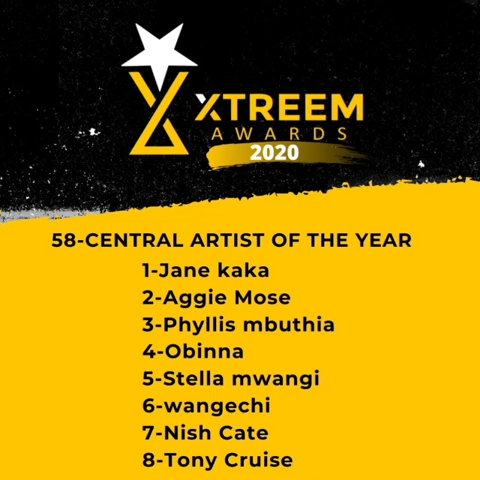 XTREEM
AWARDS
2020
58-CENTRAL ARTIST OF THE YEAR
1-Jane kaka
2-Aggie Mose
3-Phyllis mbuthia
4-Obinna
5-Stella mwangi
6-wangechi
7-Nish Cate
8-Tony Cruise